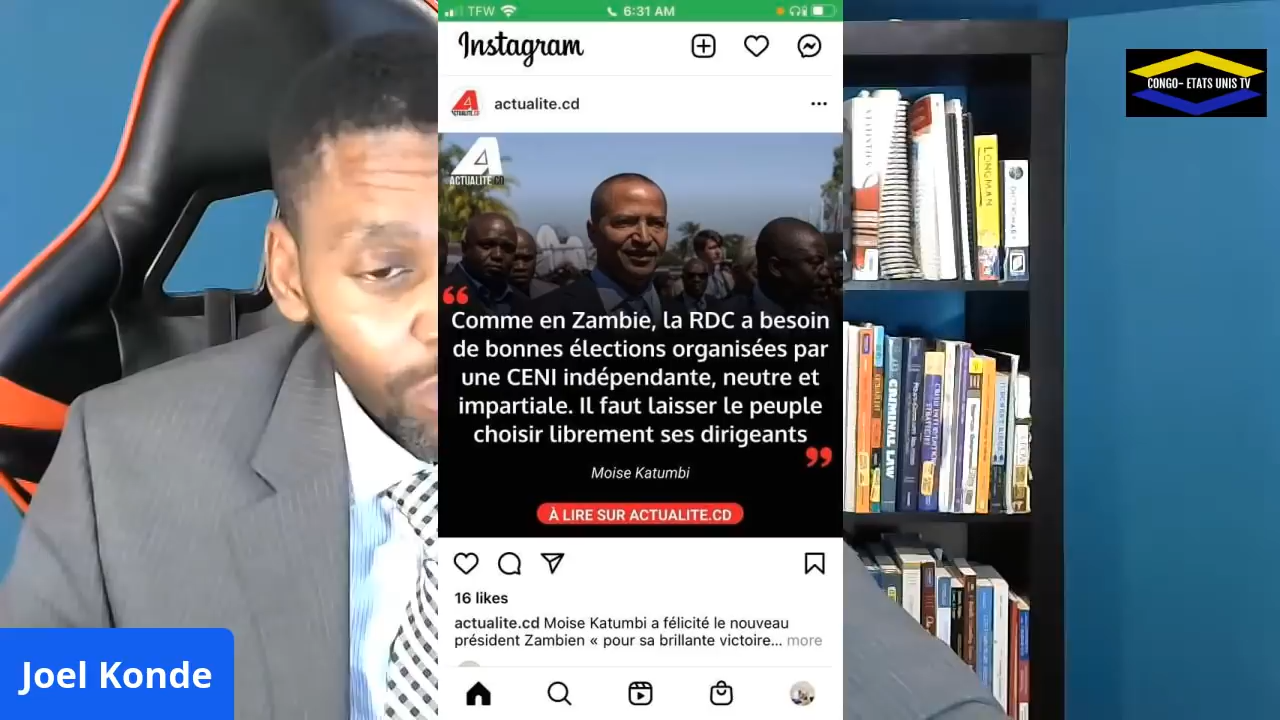 TFW
6:31 AM
Instagram
actualite.cd
ACTUALITE.CD
“
Comme en Zambie, la RDC a besoin
de bonnes élections organisées par
une CENI indépendante, neutre et
impartiale. Il faut laisser le peuple
choisir librement ses dirigeants
”
Moise Katumbi
À LIRE SUR ACTUALITE.CD
16 likes
actualite.cd Moise Katumbi a félicité le nouveau
président Zambien « pour sa brillante victoire... more
CONGO- ETATS UNIS TV
LONGMAN
DICTIONARY
CRIMINAL LAW
Joel Konde